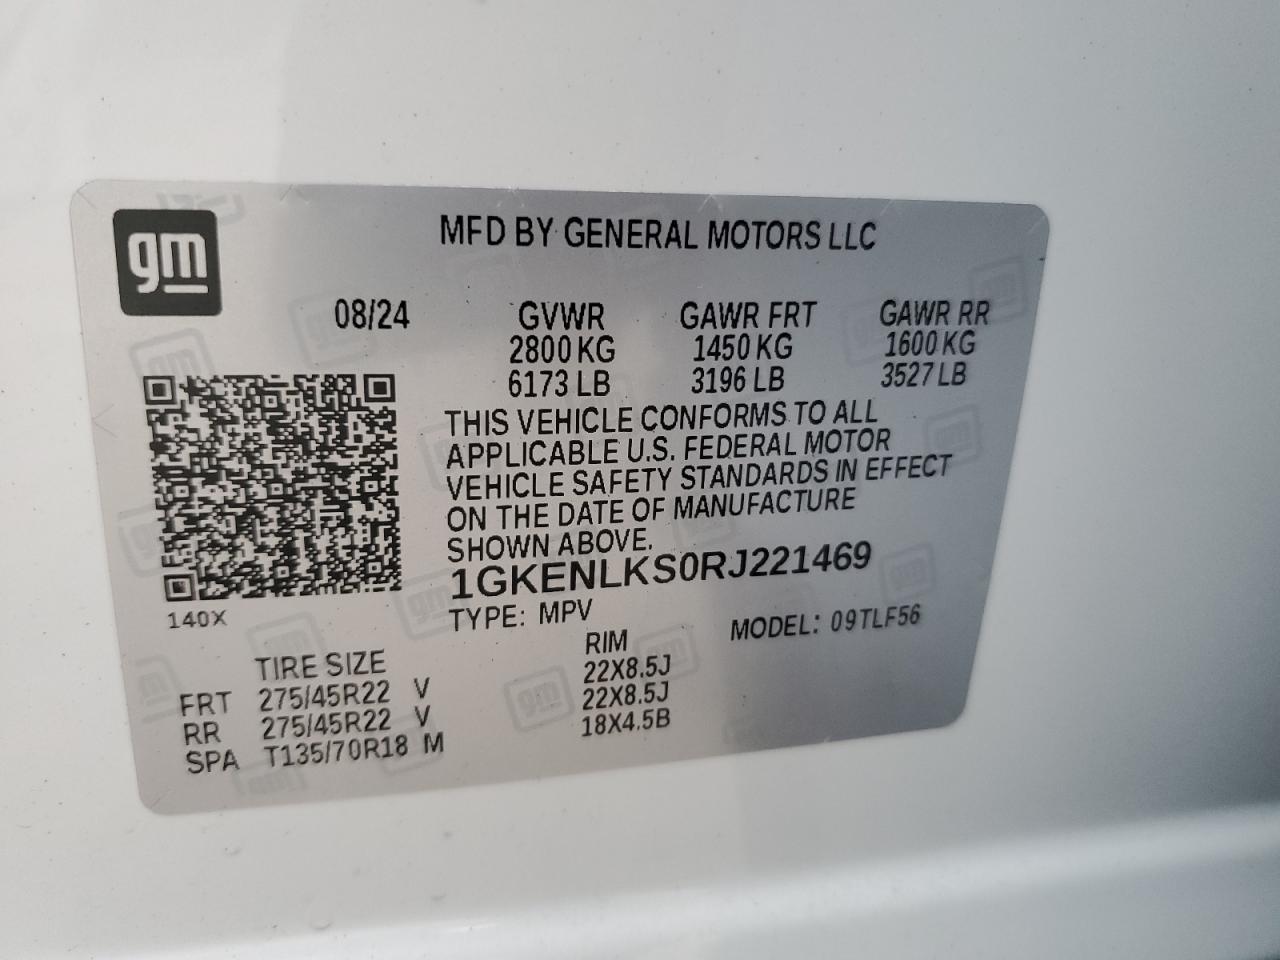 gm
MFD BY GENERAL MOTORS LLC
08/24 GVWR GAWR FRT GAWR RR
2800 KG 1450 KG 1600 KG
6173 LB 3196 LB 3527 LB
THIS VEHICLE CONFORMS TO ALL
APPLICABLE U.S. FEDERAL MOTOR
VEHICLE SAFETY STANDARDS IN EFFECT
ON THE DATE OF MANUFACTURE
SHOWN ABOVE.
1GKENLKS0RJ221469
140X
TYPE: MPV MODEL: 09TLF56
TIRE SIZE RIM
FRT 275/45R22 V 22X8.5J
RR 275/45R22 V 22X8.5J
SPA T135/70R18 M 18X4.5B